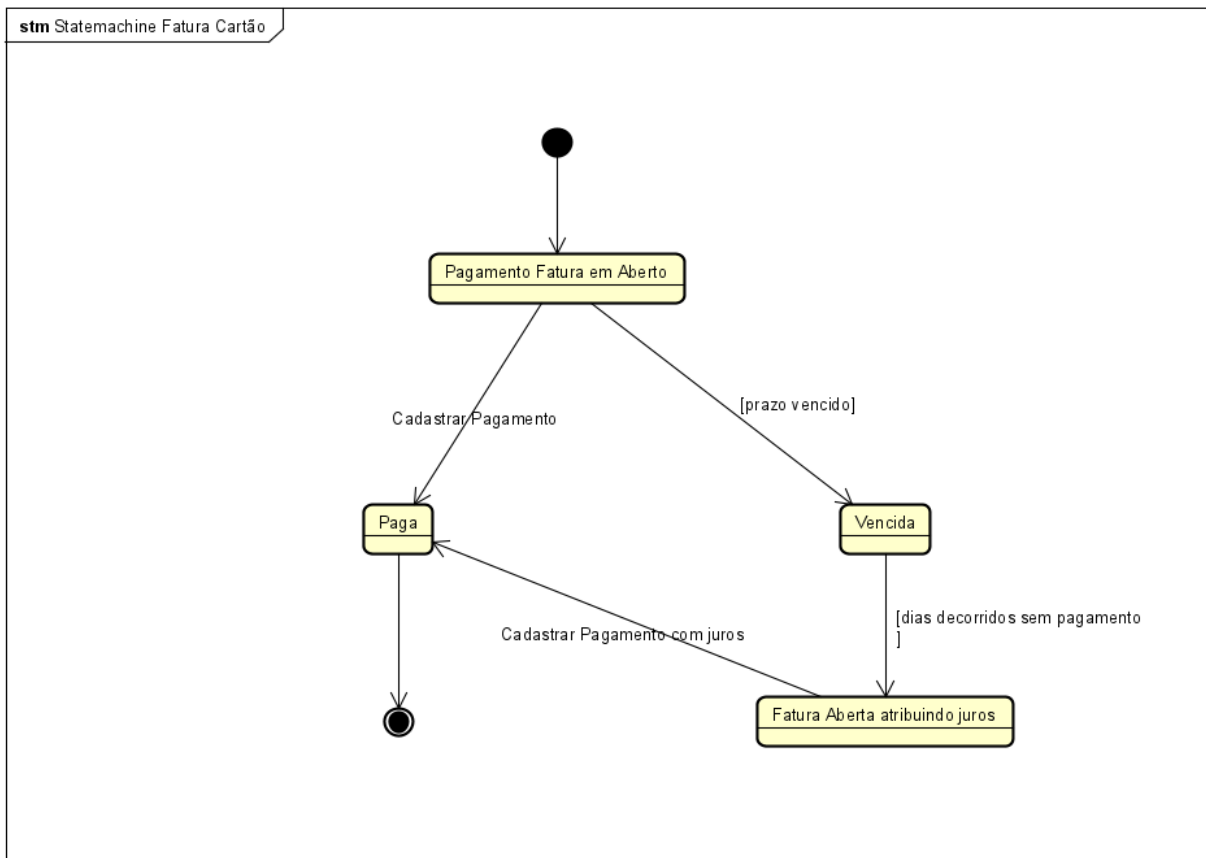 stm Statemachine Fatura Cartão
Pagamento Fatura em Aberto
Cadastrar Pagamento
[prazo vencido]
Paga
Vencida
[dias decorridos sem pagamento
]
Cadastrar Pagamento com juros
Fatura Aberta atribuindo juros